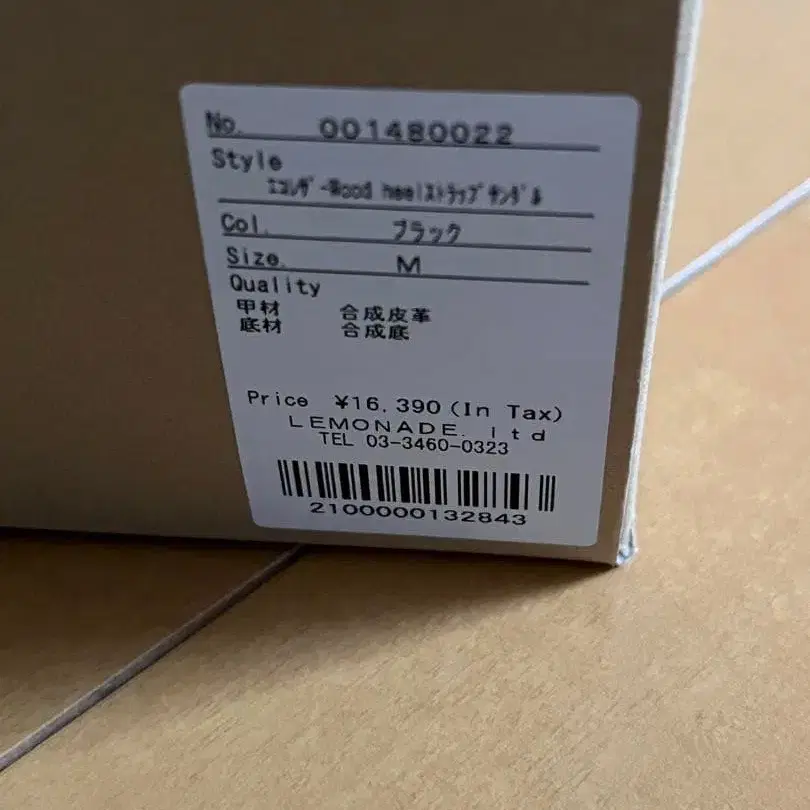 No. 001480022
Style
ｴｺﾚｻﾞｰWood heelｽﾄﾗｯﾌﾟｻﾝﾀﾞﾙ
Col. ブラック
Size. M
Quality
甲材 合成皮革
底材 合成底
Price ¥16,390(In Tax)
LEMONADE. ltd
TEL 03-3460-0323
2100000132843